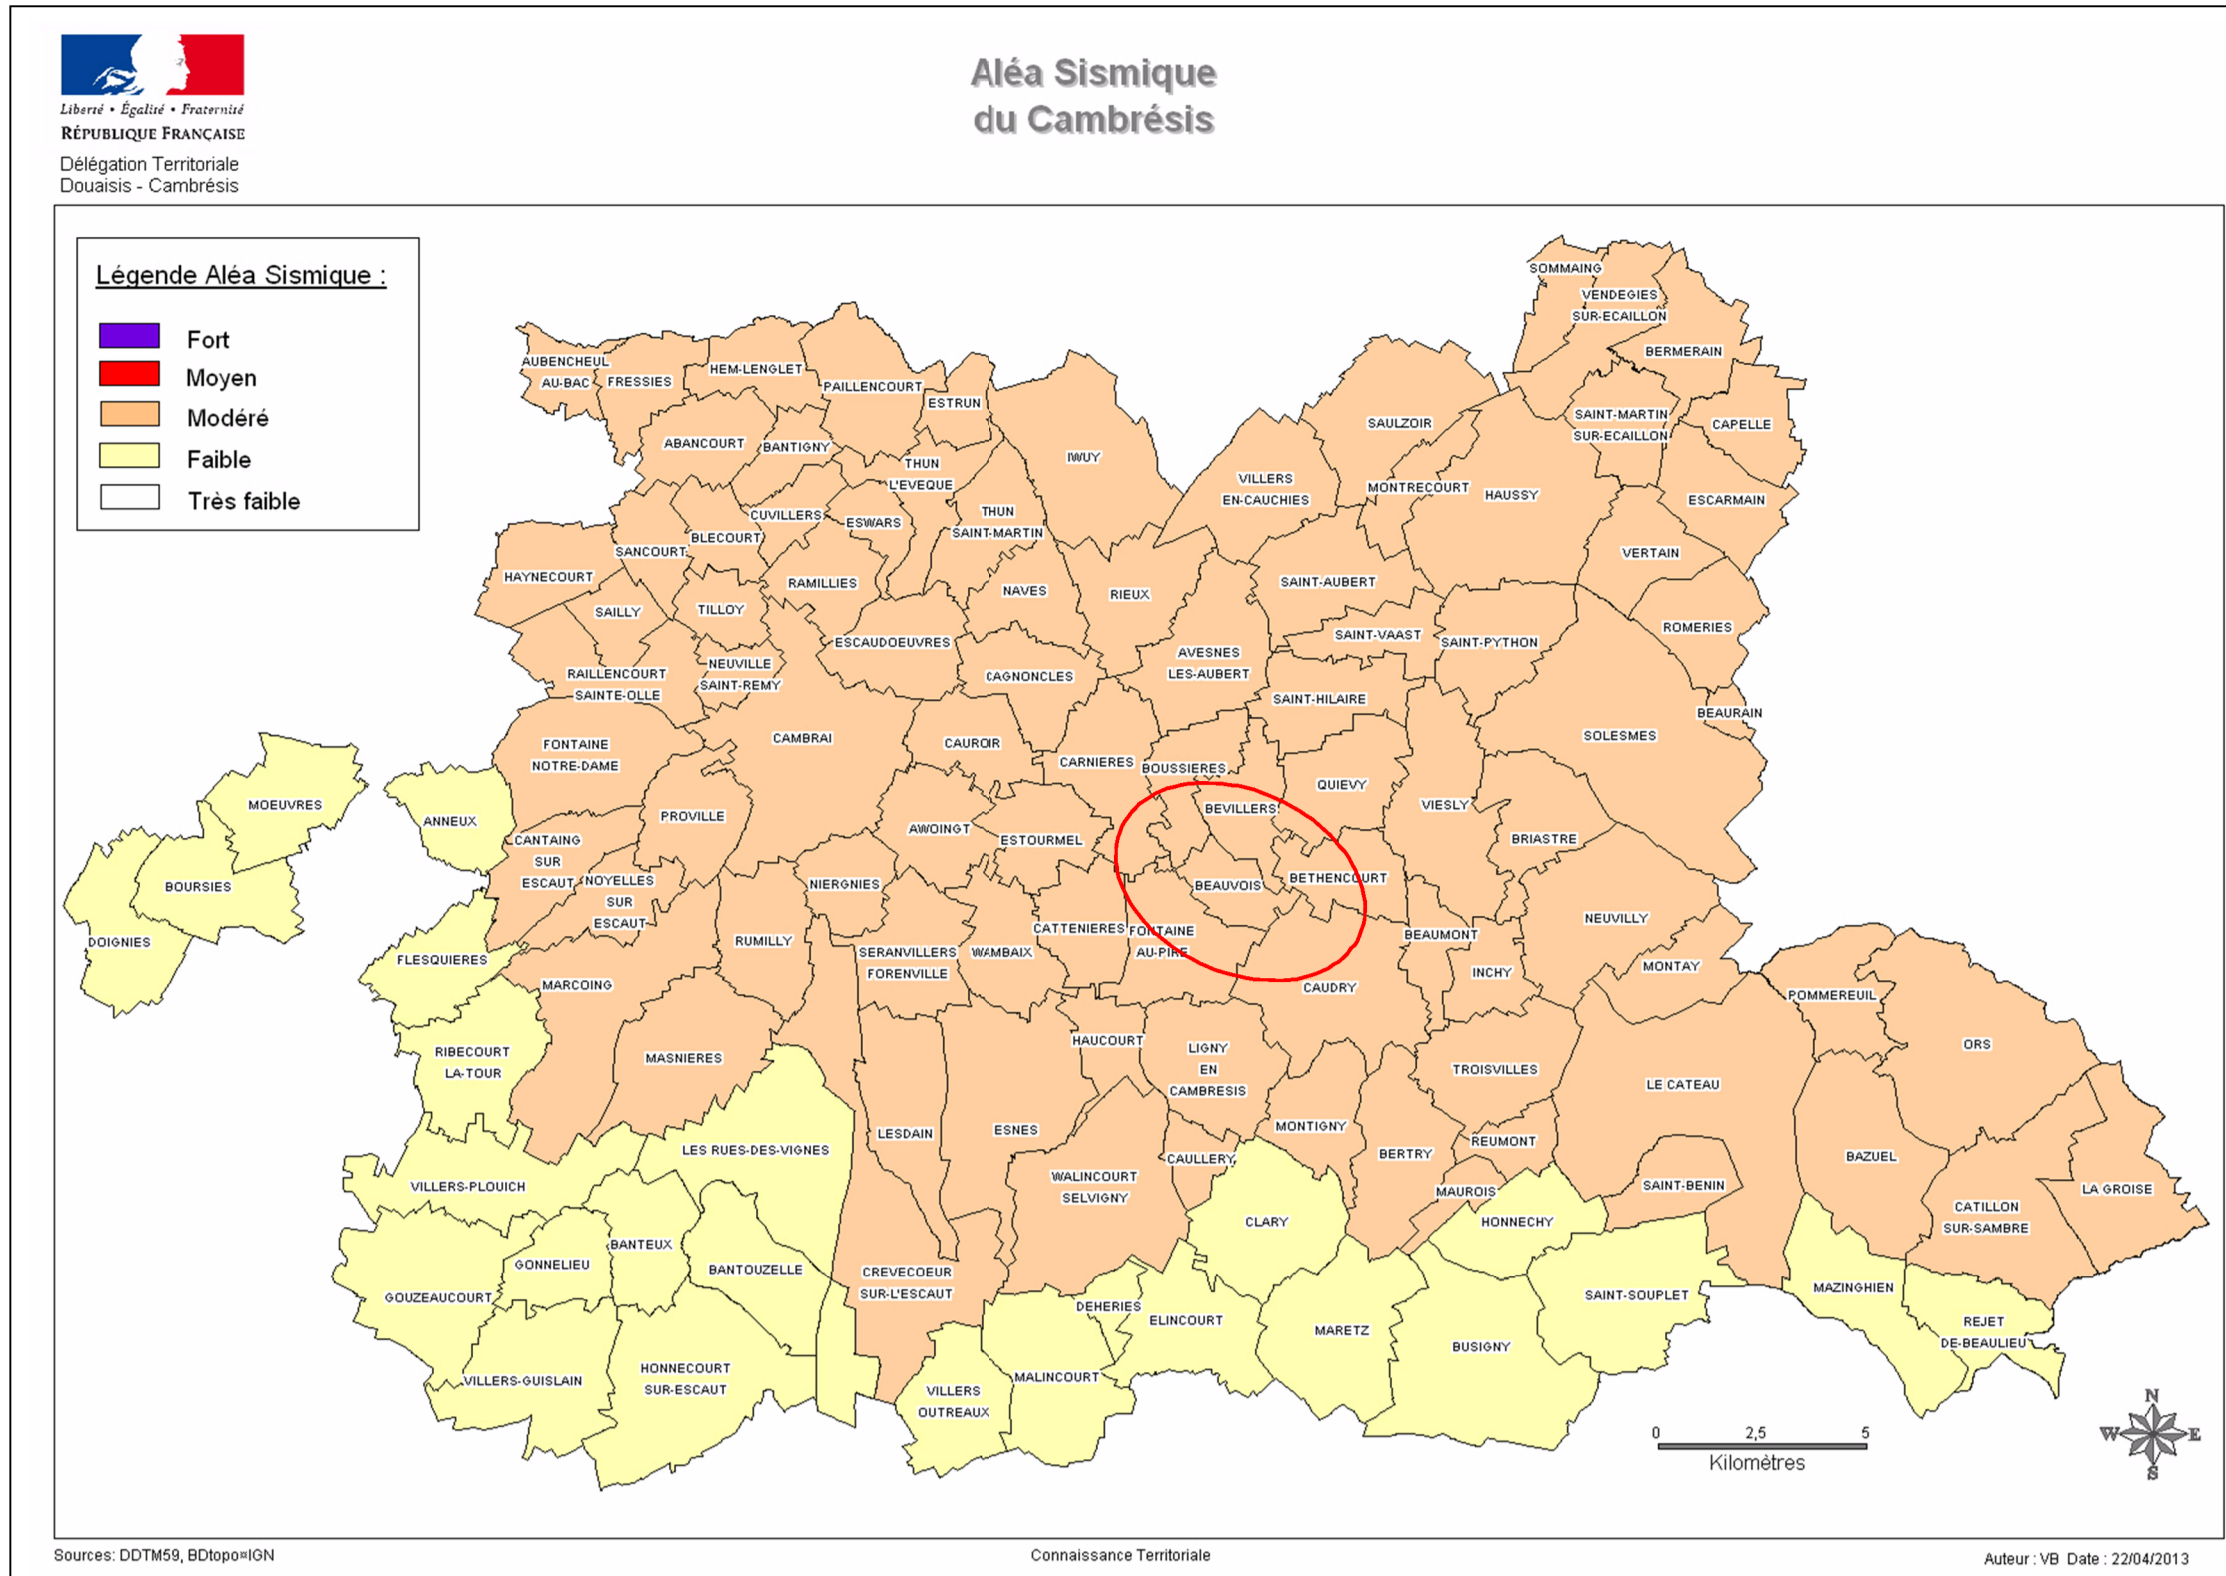 Liberté • Égalité • Fraternité
RÉPUBLIQUE FRANÇAISE
Délégation Territoriale
Douaisis - Cambrésis
Aléa Sismique
du Cambrésis
Légende Aléa Sismique :
Fort
Moyen
Modéré
Faible
Très faible
SOMMAING
VENDEGIES
SUR-ECAILLON
BERMERAIN
AUBENCHEUL
AU-BAC
FRESSIES
HEM-LENGLET
PAILLENCOURT
ESTRUN
ABANCOURT
BANTIGNY
THUN
L'EVEQUE
IWUY
VILLERS
EN-CAUCHIES
SAULZOIR
MONTRECOURT
HAUSSY
SAINT-MARTIN
SUR-ECAILLON
CAPELLE
ESCARMAIN
CUVILLERS
ESWARS
THUN
SAINT-MARTIN
BLECOURT
SANCOURT
HAYNECOURT
RAMILLIES
NAVES
RIEUX
SAINT-AUBERT
VERTAIN
SAILLY
TILLOY
ESCAUDOEUVRES
SAINT-VAAST
SAINT-PYTHON
ROMERIES
RAILLENCOURT
SAINTE-OLLE
NEUVILLE
SAINT-REMY
CAGNONCLES
AVESNES
LES-AUBERT
SAINT-HILAIRE
BEAURAIN
SOLESMES
FONTAINE
NOTRE-DAME
CAMBRAI
CAUROIR
CARNIERES
BOUSSIERES
QUIEVY
VIESLY
BRIASTRE
MOEUVRES
ANNEUX
BOURSIES
DOIGNIES
PROVILLE
CANTAING
SUR
ESCAUT
NOYELLES
SUR
ESCAUT
AWOINGT
ESTOURMEL
BEVILLERS
BEAUVOIS
BETHENCOURT
NIERGNIES
RUMILLY
SERANVILLERS
FORENVILLE
WAMBAIX
CATTENIERES
FONTAINE
AU-PIRE
CAUDRY
BEAUMONT
INCHY
NEUVILLY
MONTAY
FLESQUIERES
MARCOING
POMMEREUIL
ORS
RIBECOURT
LA-TOUR
MASNIERES
HAUCOURT
LIGNY
EN
CAMBRESIS
TROISVILLES
LE CATEAU
LES RUES-DES-VIGNES
LESDAIN
ESNES
MONTIGNY
BERTRY
REUMONT
MAUROIS
SAINT-BENIN
BAZUEL
LA GROISE
CATILLON
SUR-SAMBRE
VILLERS-PLOUICH
WALINCOURT
SELVIGNY
CAULLERY
CLARY
HONNECHY
GONNELIEU
BANTEUX
BANTOUZELLE
CREVECOEUR
SUR-L'ESCAUT
GOUZEAUCOURT
DEHERIES
ELINCOURT
MARETZ
BUSIGNY
SAINT-SOUPLET
MAZINGHIEN
REJET
DE-BEAULIEU
VILLERS-GUISLAIN
HONNECOURT
SUR-ESCAUT
VILLERS
OUTREAUX
MALINCOURT
0 2,5 5
Kilomètres
N
W E
S
Sources: DDTM59, BDtopo¤IGN
Connaissance Territoriale
Auteur : VB Date : 22/04/2013